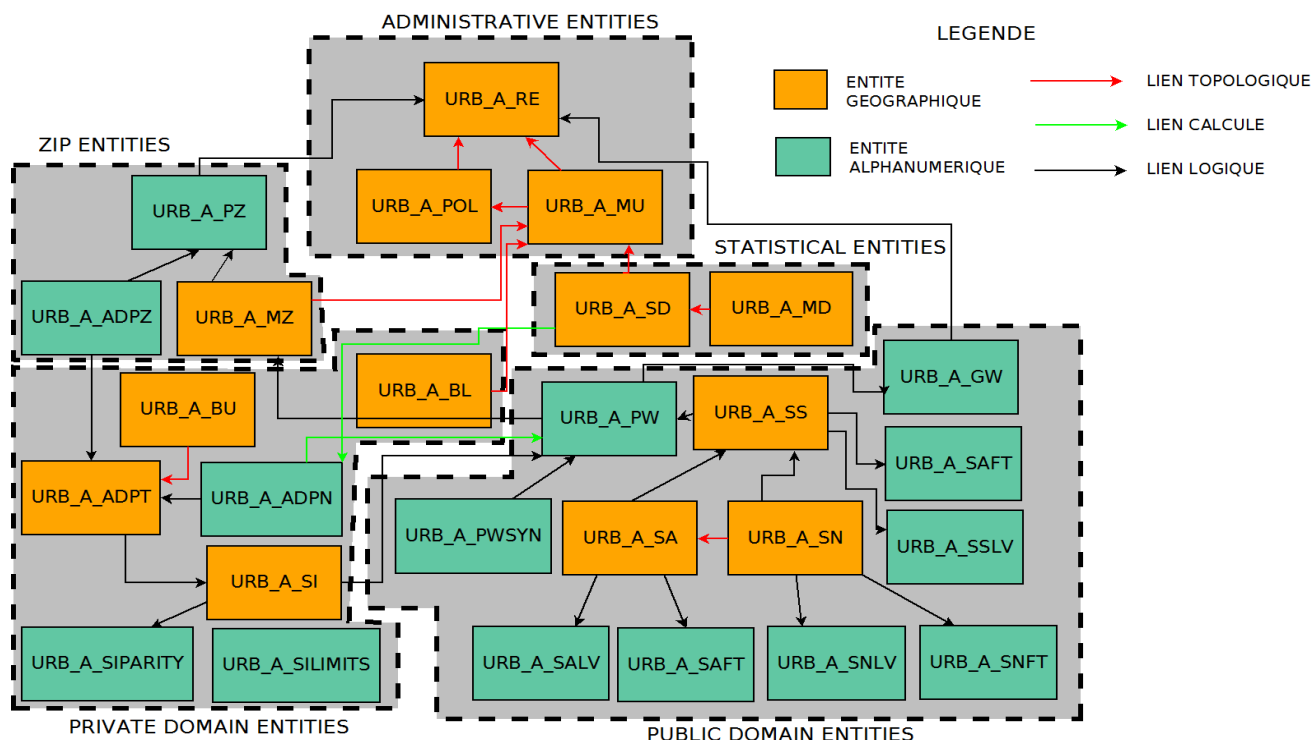 ADMINISTRATIVE ENTITIES
LEGENDE
URB_A_RE
ENTITE
GEOGRAPHIQUE
LIEN TOPOLOGIQUE
LIEN CALCULE
ZIP ENTITIES
ENTITE
ALPHANUMERIQUE
LIEN LOGIQUE
URB_A_PZ
URB_A_POL
URB_A_MU
STATISTICAL ENTITIES
URB_A_ADPZ
URB_A_MZ
URB_A_SD
URB_A_MD
URB_A_BU
URB_A_BL
URB_A_PW
URB_A_SS
URB_A_GW
URB_A_SAFT
URB_A_ADPT
URB_A_ADPN
URB_A_PWSYN
URB_A_SA
URB_A_SN
URB_A_SSLV
URB_A_SI
URB_A_SIPARITY
URB_A_SILIMITS
URB_A_SALV
URB_A_SAFT
URB_A_SNLV
URB_A_SNFT
PRIVATE DOMAIN ENTITIES
PUBLIC DOMAIN ENTITIES